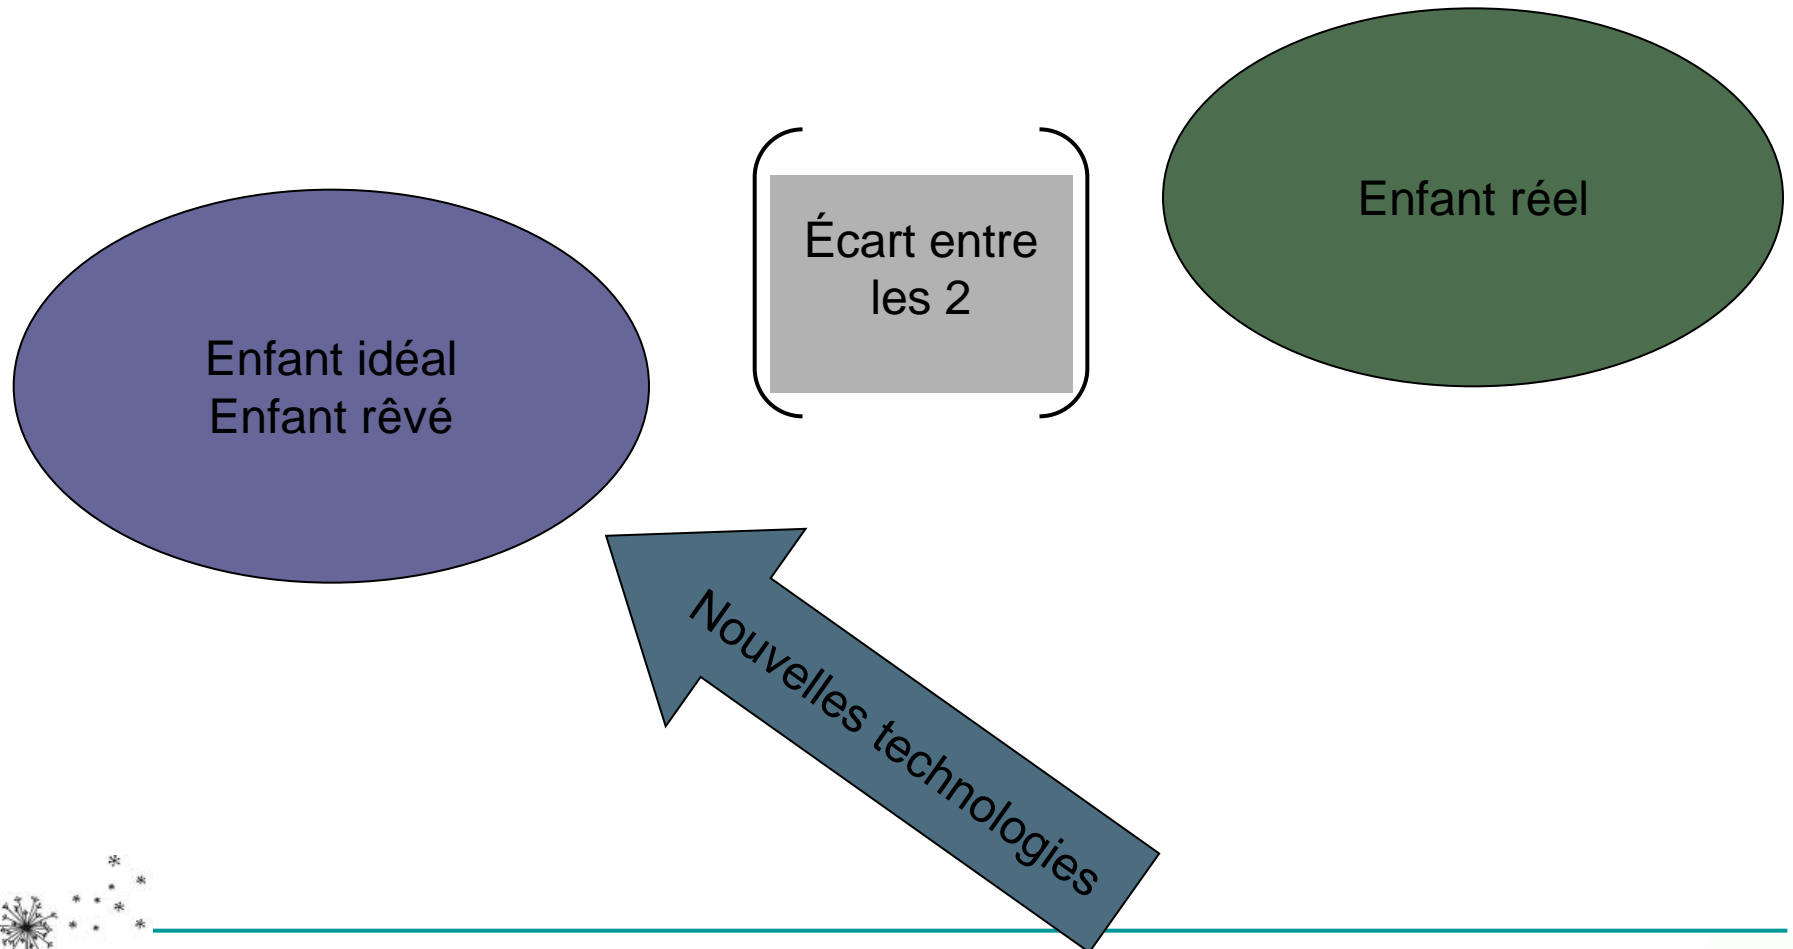 Enfant idéal
Enfant rêvé
Écart entre
les 2
Enfant réel
Nouvelles technologies